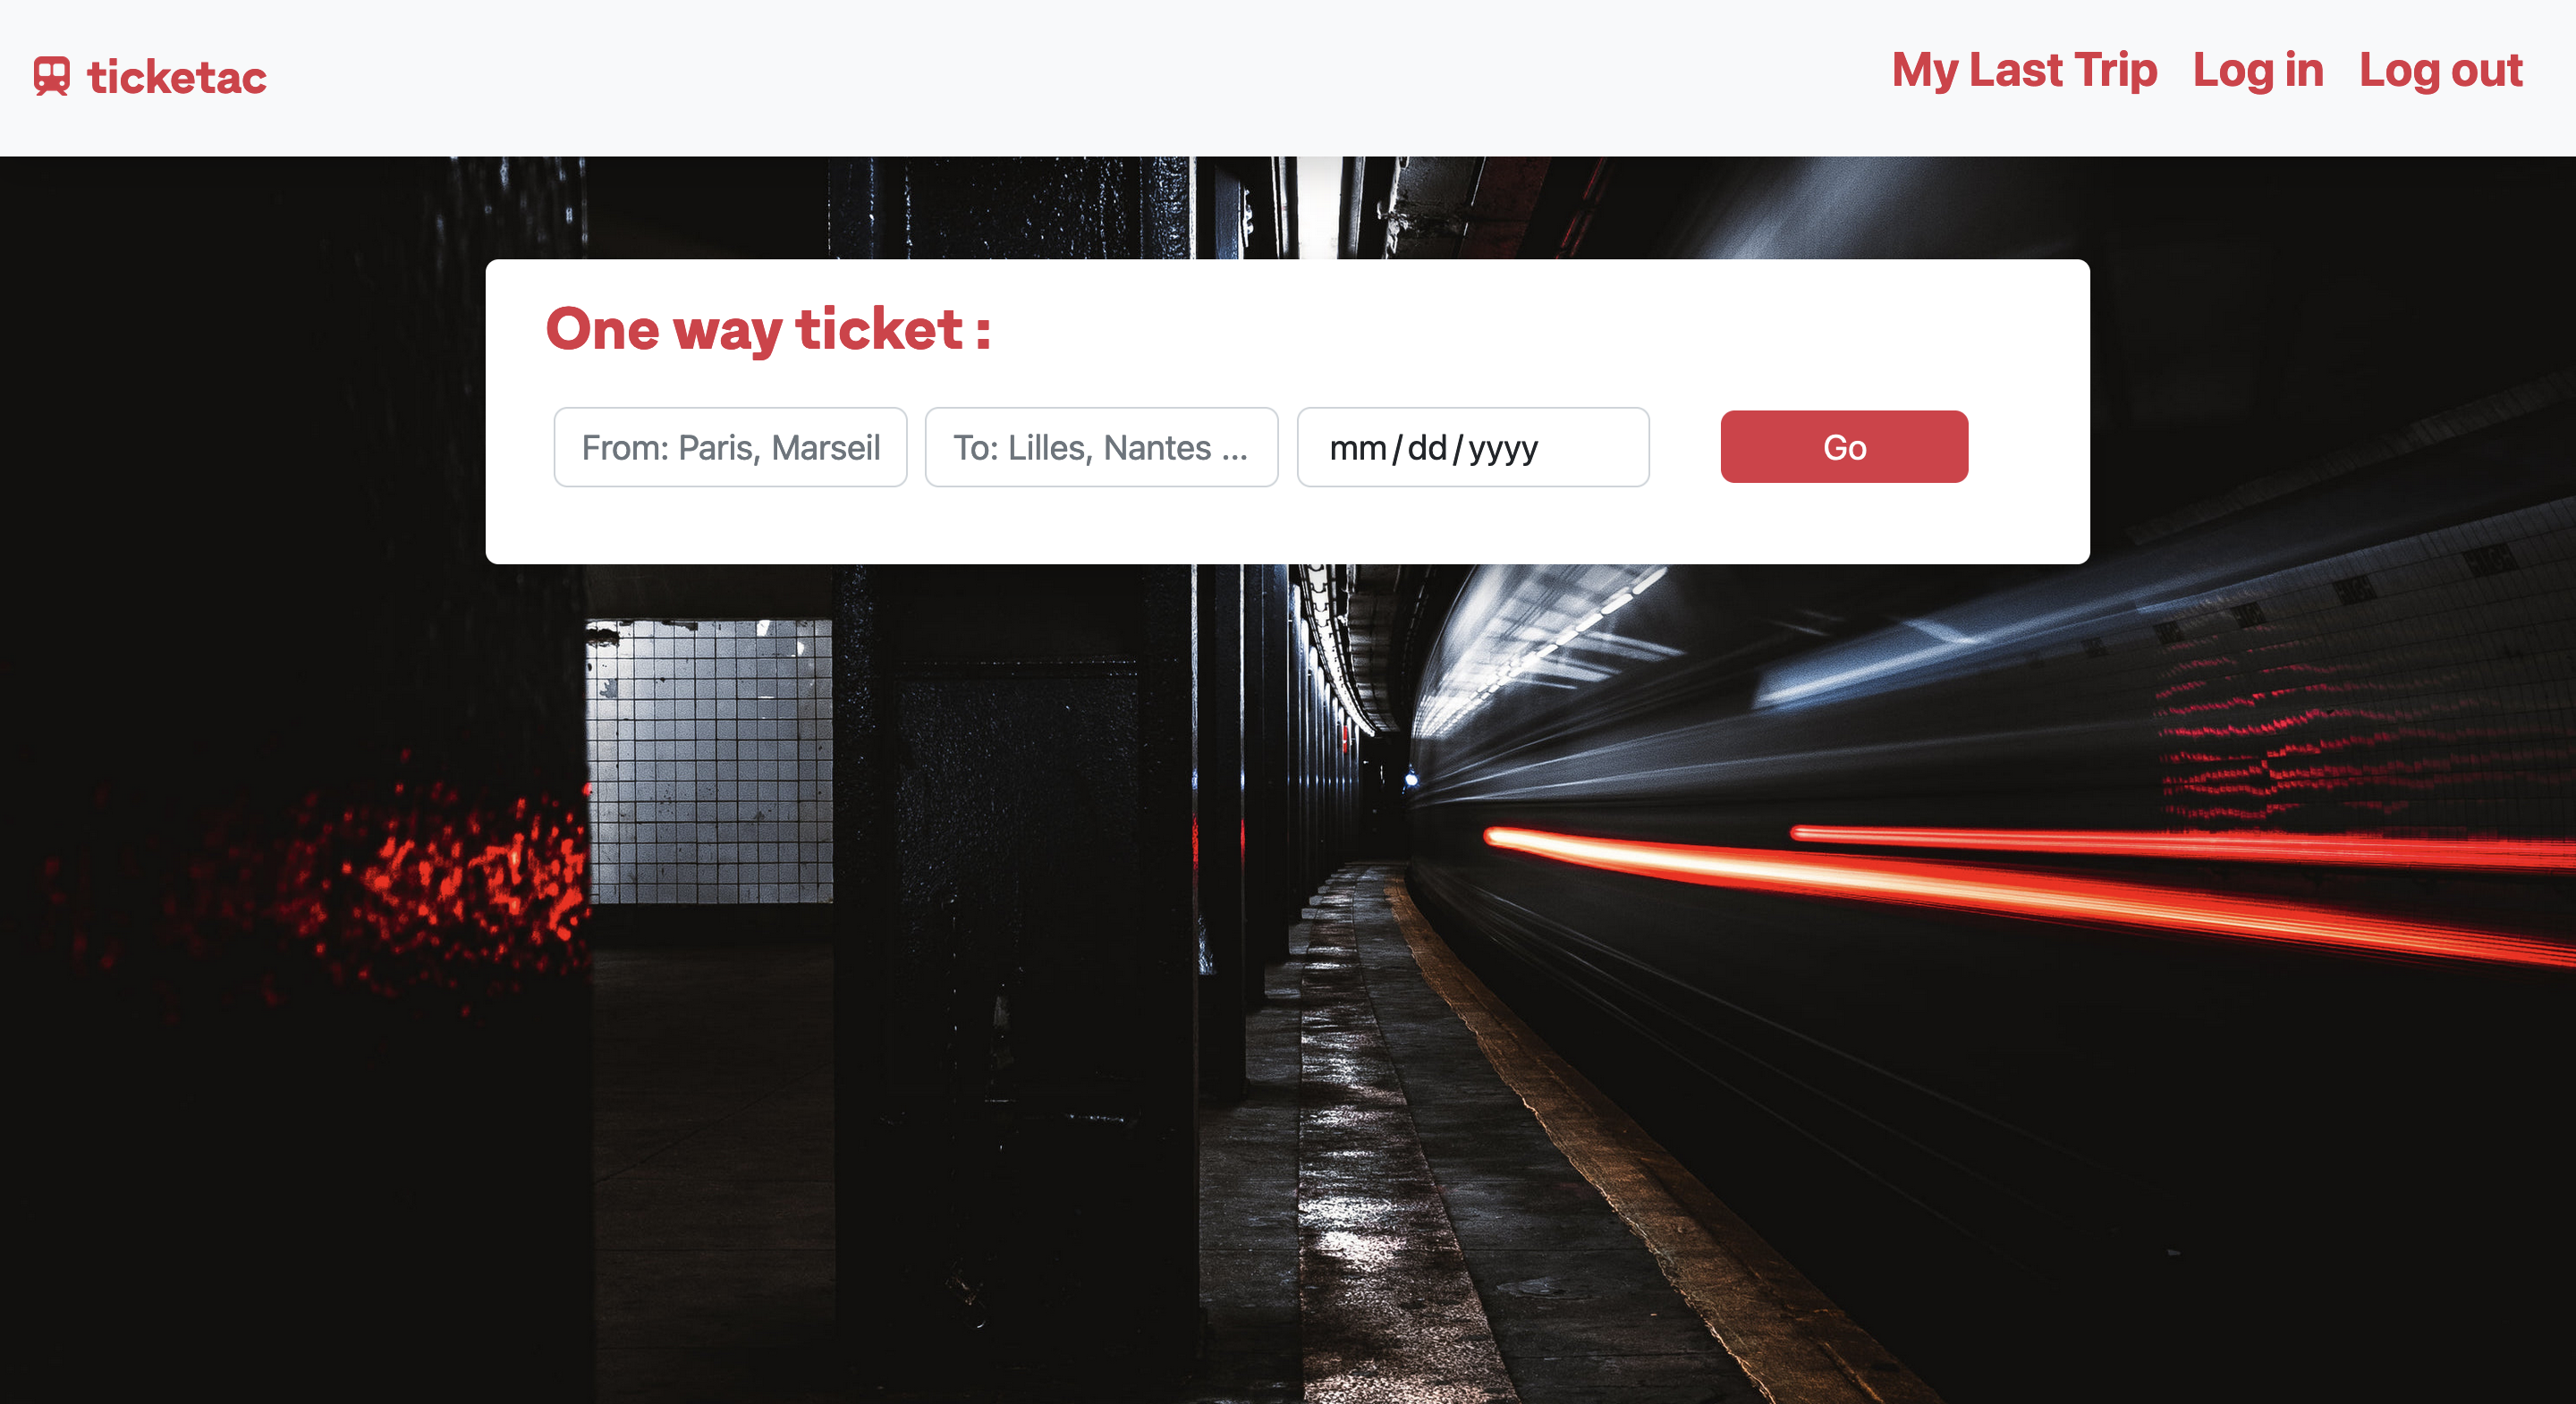 ticketac
My Last Trip Log in Log out
One way ticket :
From: Paris, Marseil
To: Lilles, Nantes ...
mm/dd/yyyy
Go